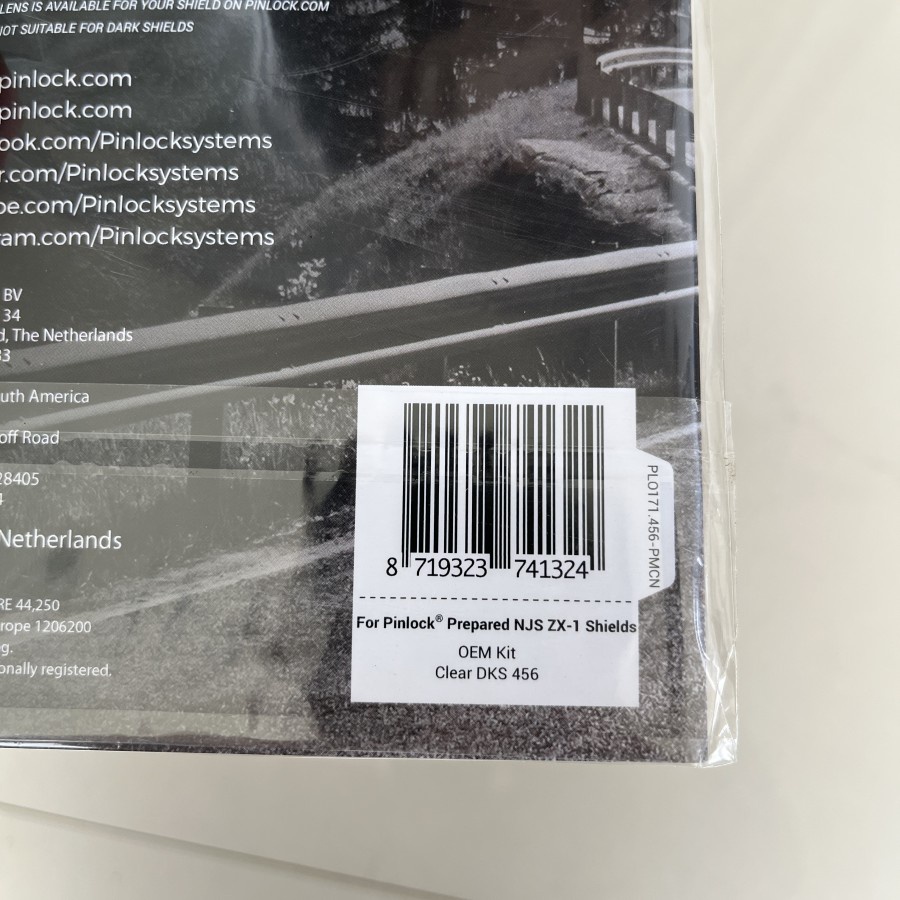 LENS IS AVAILABLE FOR YOUR SHIELD ON PINLOCK.COM
NOT SUITABLE FOR DARK SHIELDS
pinlock.com
pinlock.com
ook.com/Pinlocksystems
r.com/Pinlocksystems
be.com/Pinlocksystems
ram.com/Pinlocksystems
BV
34
d, The Netherlands
33
uth America
off Road
28405
4
Netherlands
RE 44,250
rope 1206200
g.
onally registered.
8 719323 741324
PLO171.456-PMCN
For Pinlock® Prepared NJS ZX-1 Shields
OEM Kit
Clear DKS 456